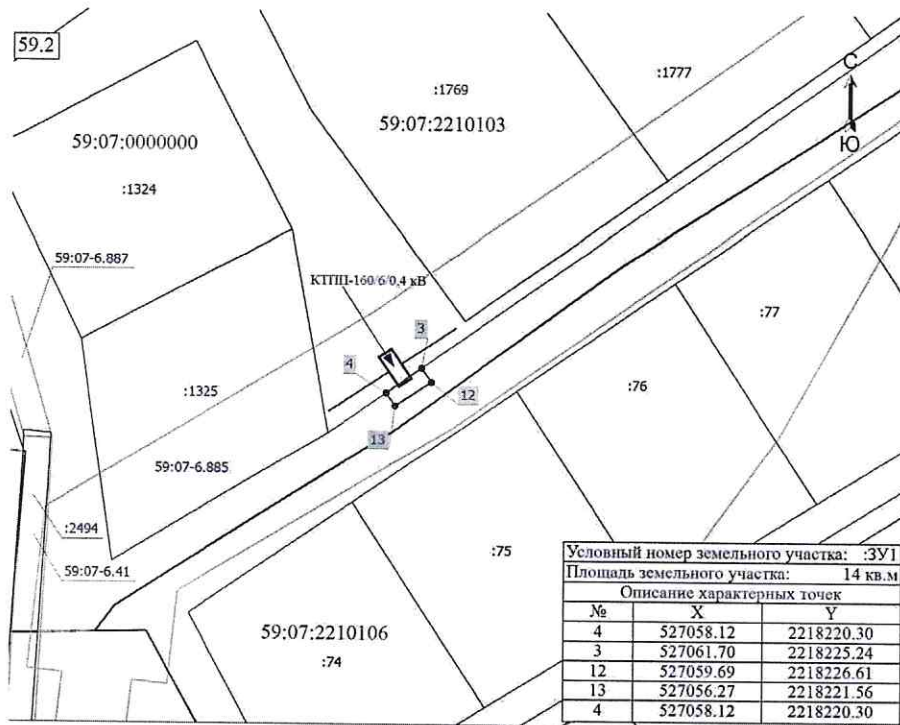 59.2
С
Ю
:1777
:1769
59:07:2210103
59:07:0000000
:1324
59:07-6.887
КТПП-160/6/0,4 кВ
3
4
12
13
:77
:76
:1325
59:07-6.885
:2494
59:07-6.41
:75
59:07:2210106
:74
Условный номер земельного участка: :ЗУ1
Площадь земельного участка: 14 кв.м
Описание характерных точек
№ X Y
4 527058.12 2218220.30
3 527061.70 2218225.24
12 527059.69 2218226.61
13 527056.27 2218221.56
4 527058.12 2218220.30